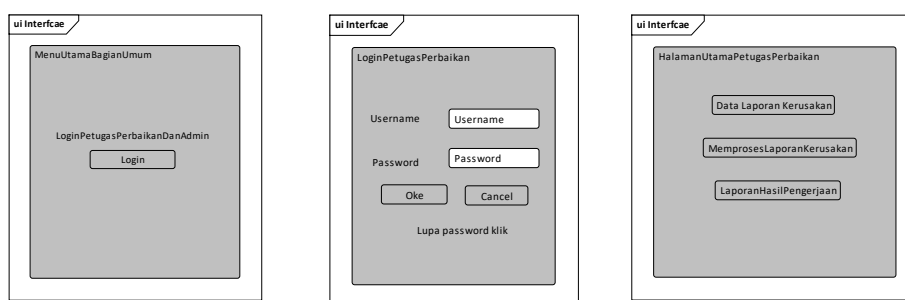 ui Interfcae
MenuUtamaBagianUmum
LoginPetugasPerbaikanDanAdmin
Login
ui Interfcae
LoginPetugasPerbaikan
Username
Username
Password
Password
Oke
Cancel
Lupa password klik
ui Interfcae
HalamanUtamaPetugasPerbaikan
Data Laporan Kerusakan
MemprosesLaporanKerusakan
LaporanHasilPengerjaan